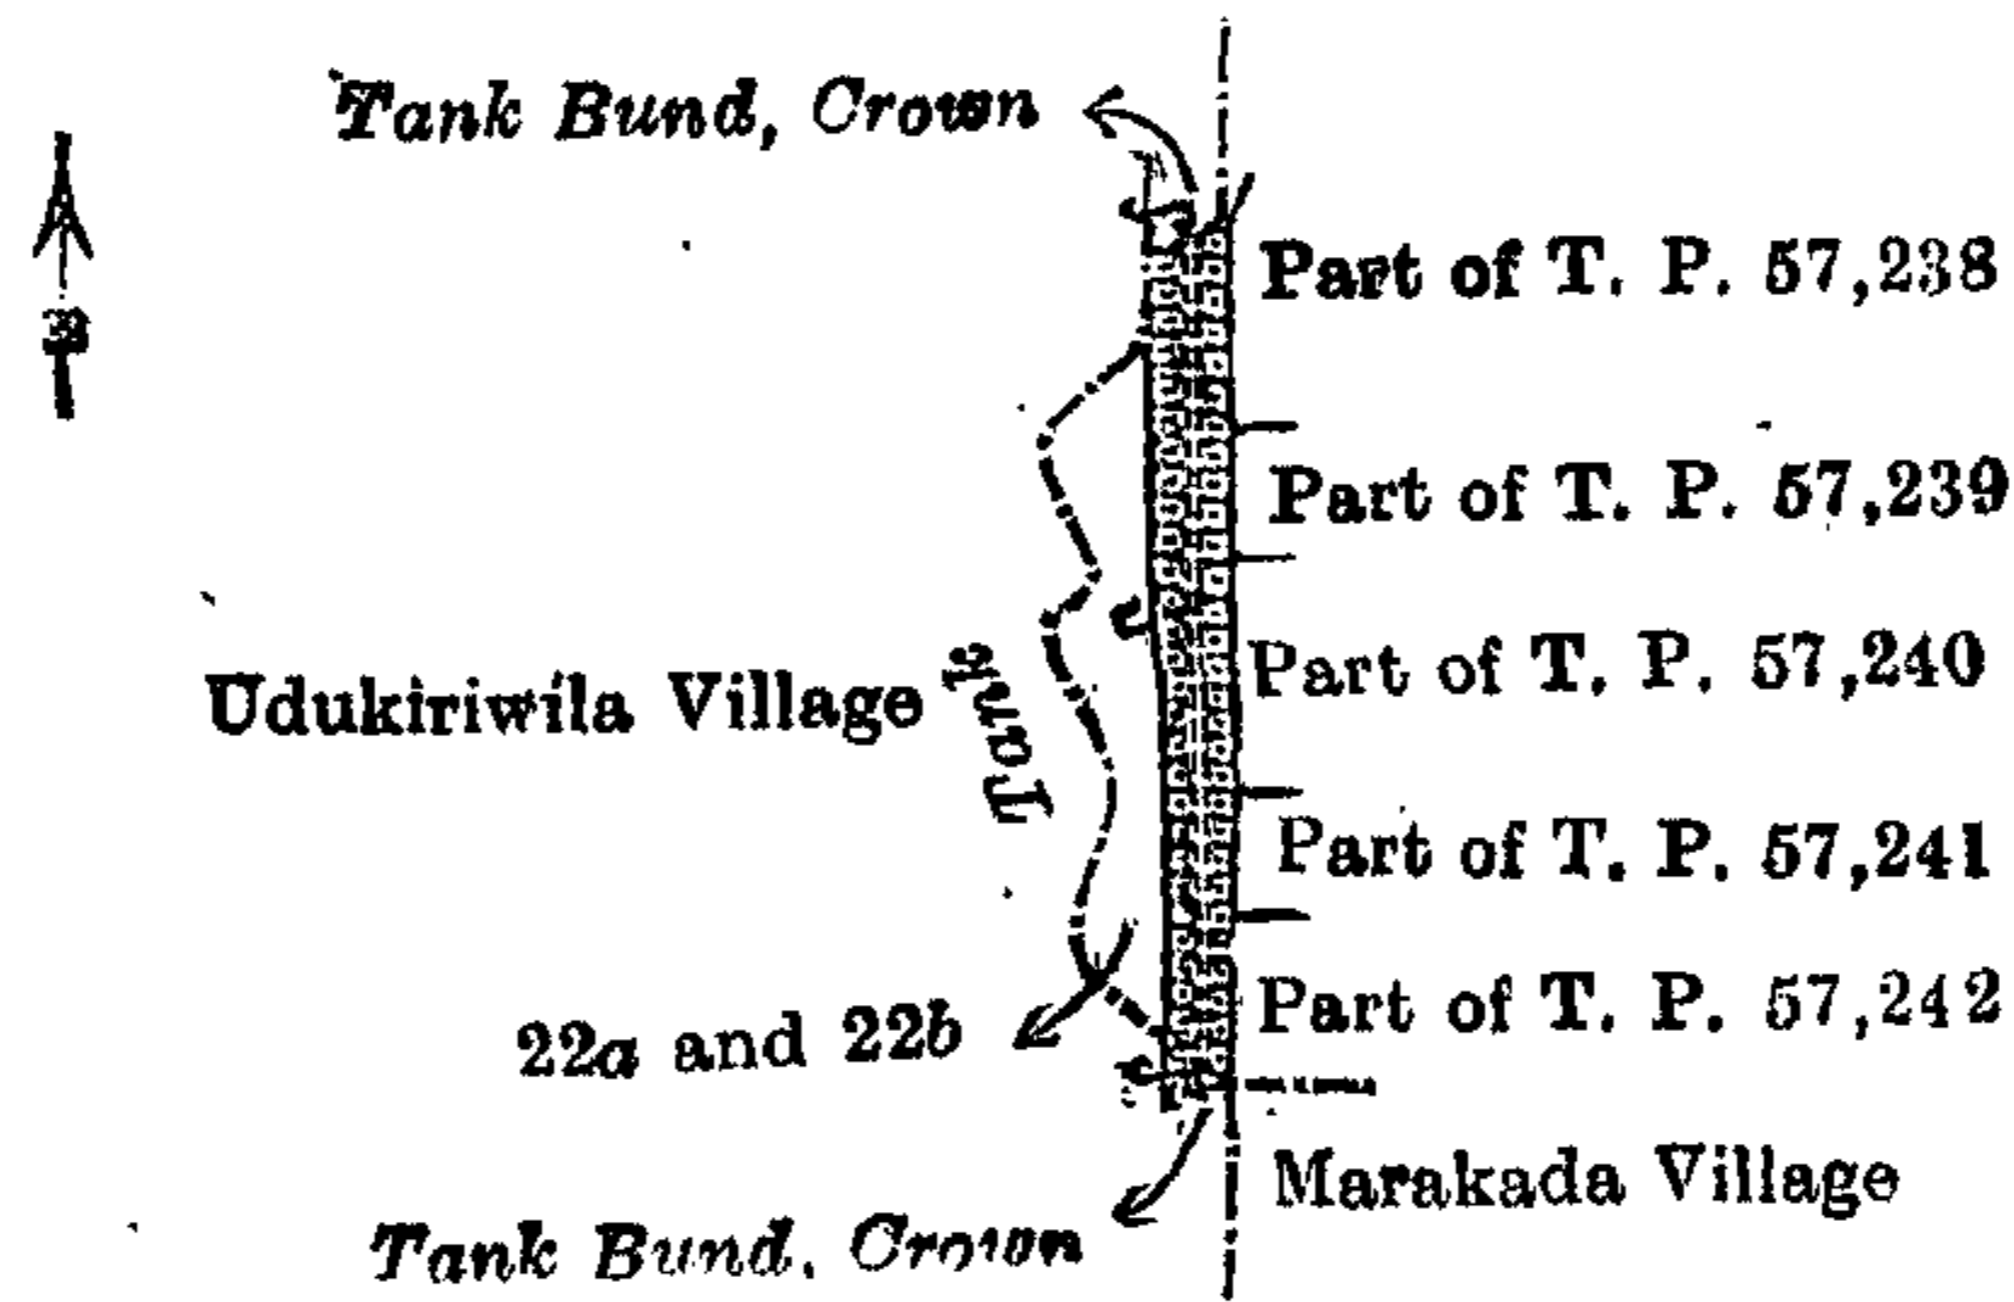 Tank Bund, Crown
Part of T. P. 57,238
Part of T. P. 57,239
Part of T. P. 57,240
Udukiriwila Village
Tank
Part of T. P. 57,241
22a and 22b
Part of T. P. 57,242
Marakada Village
Tank Bund, Crown